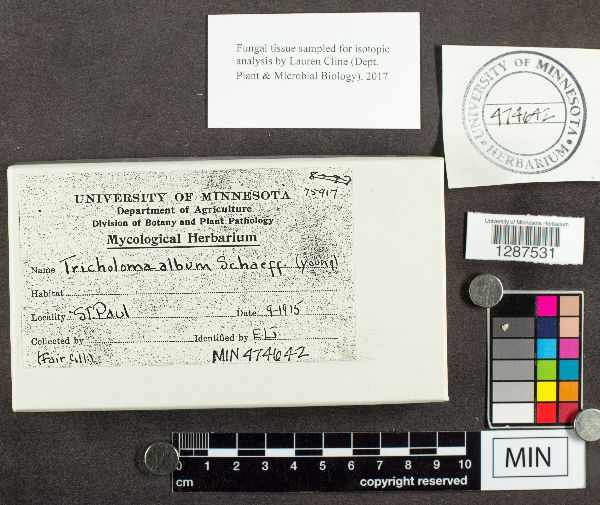 Fungal tissue sampled for isotopic
analysis by Lauren Cline (Dept.
Plant & Microbial Biology), 2017
UNIVERSITY OF MINNESOTA
474642
HERBARIUM
75917
UNIVERSITY OF MINNESOTA
Department of Agriculture
Division of Botany and Plant Pathology
Mycological Herbarium
Name Tricholoma album Schaeff. (young)
Habitat
Locality St. Paul Date 9-1915
Collected by Identified by
(Fair fill) MIN 474642
University of Minnesota Herbarium
1287531
0 1 2 3 4 5 6 7 8 9 10
cm copyright reserved
MIN